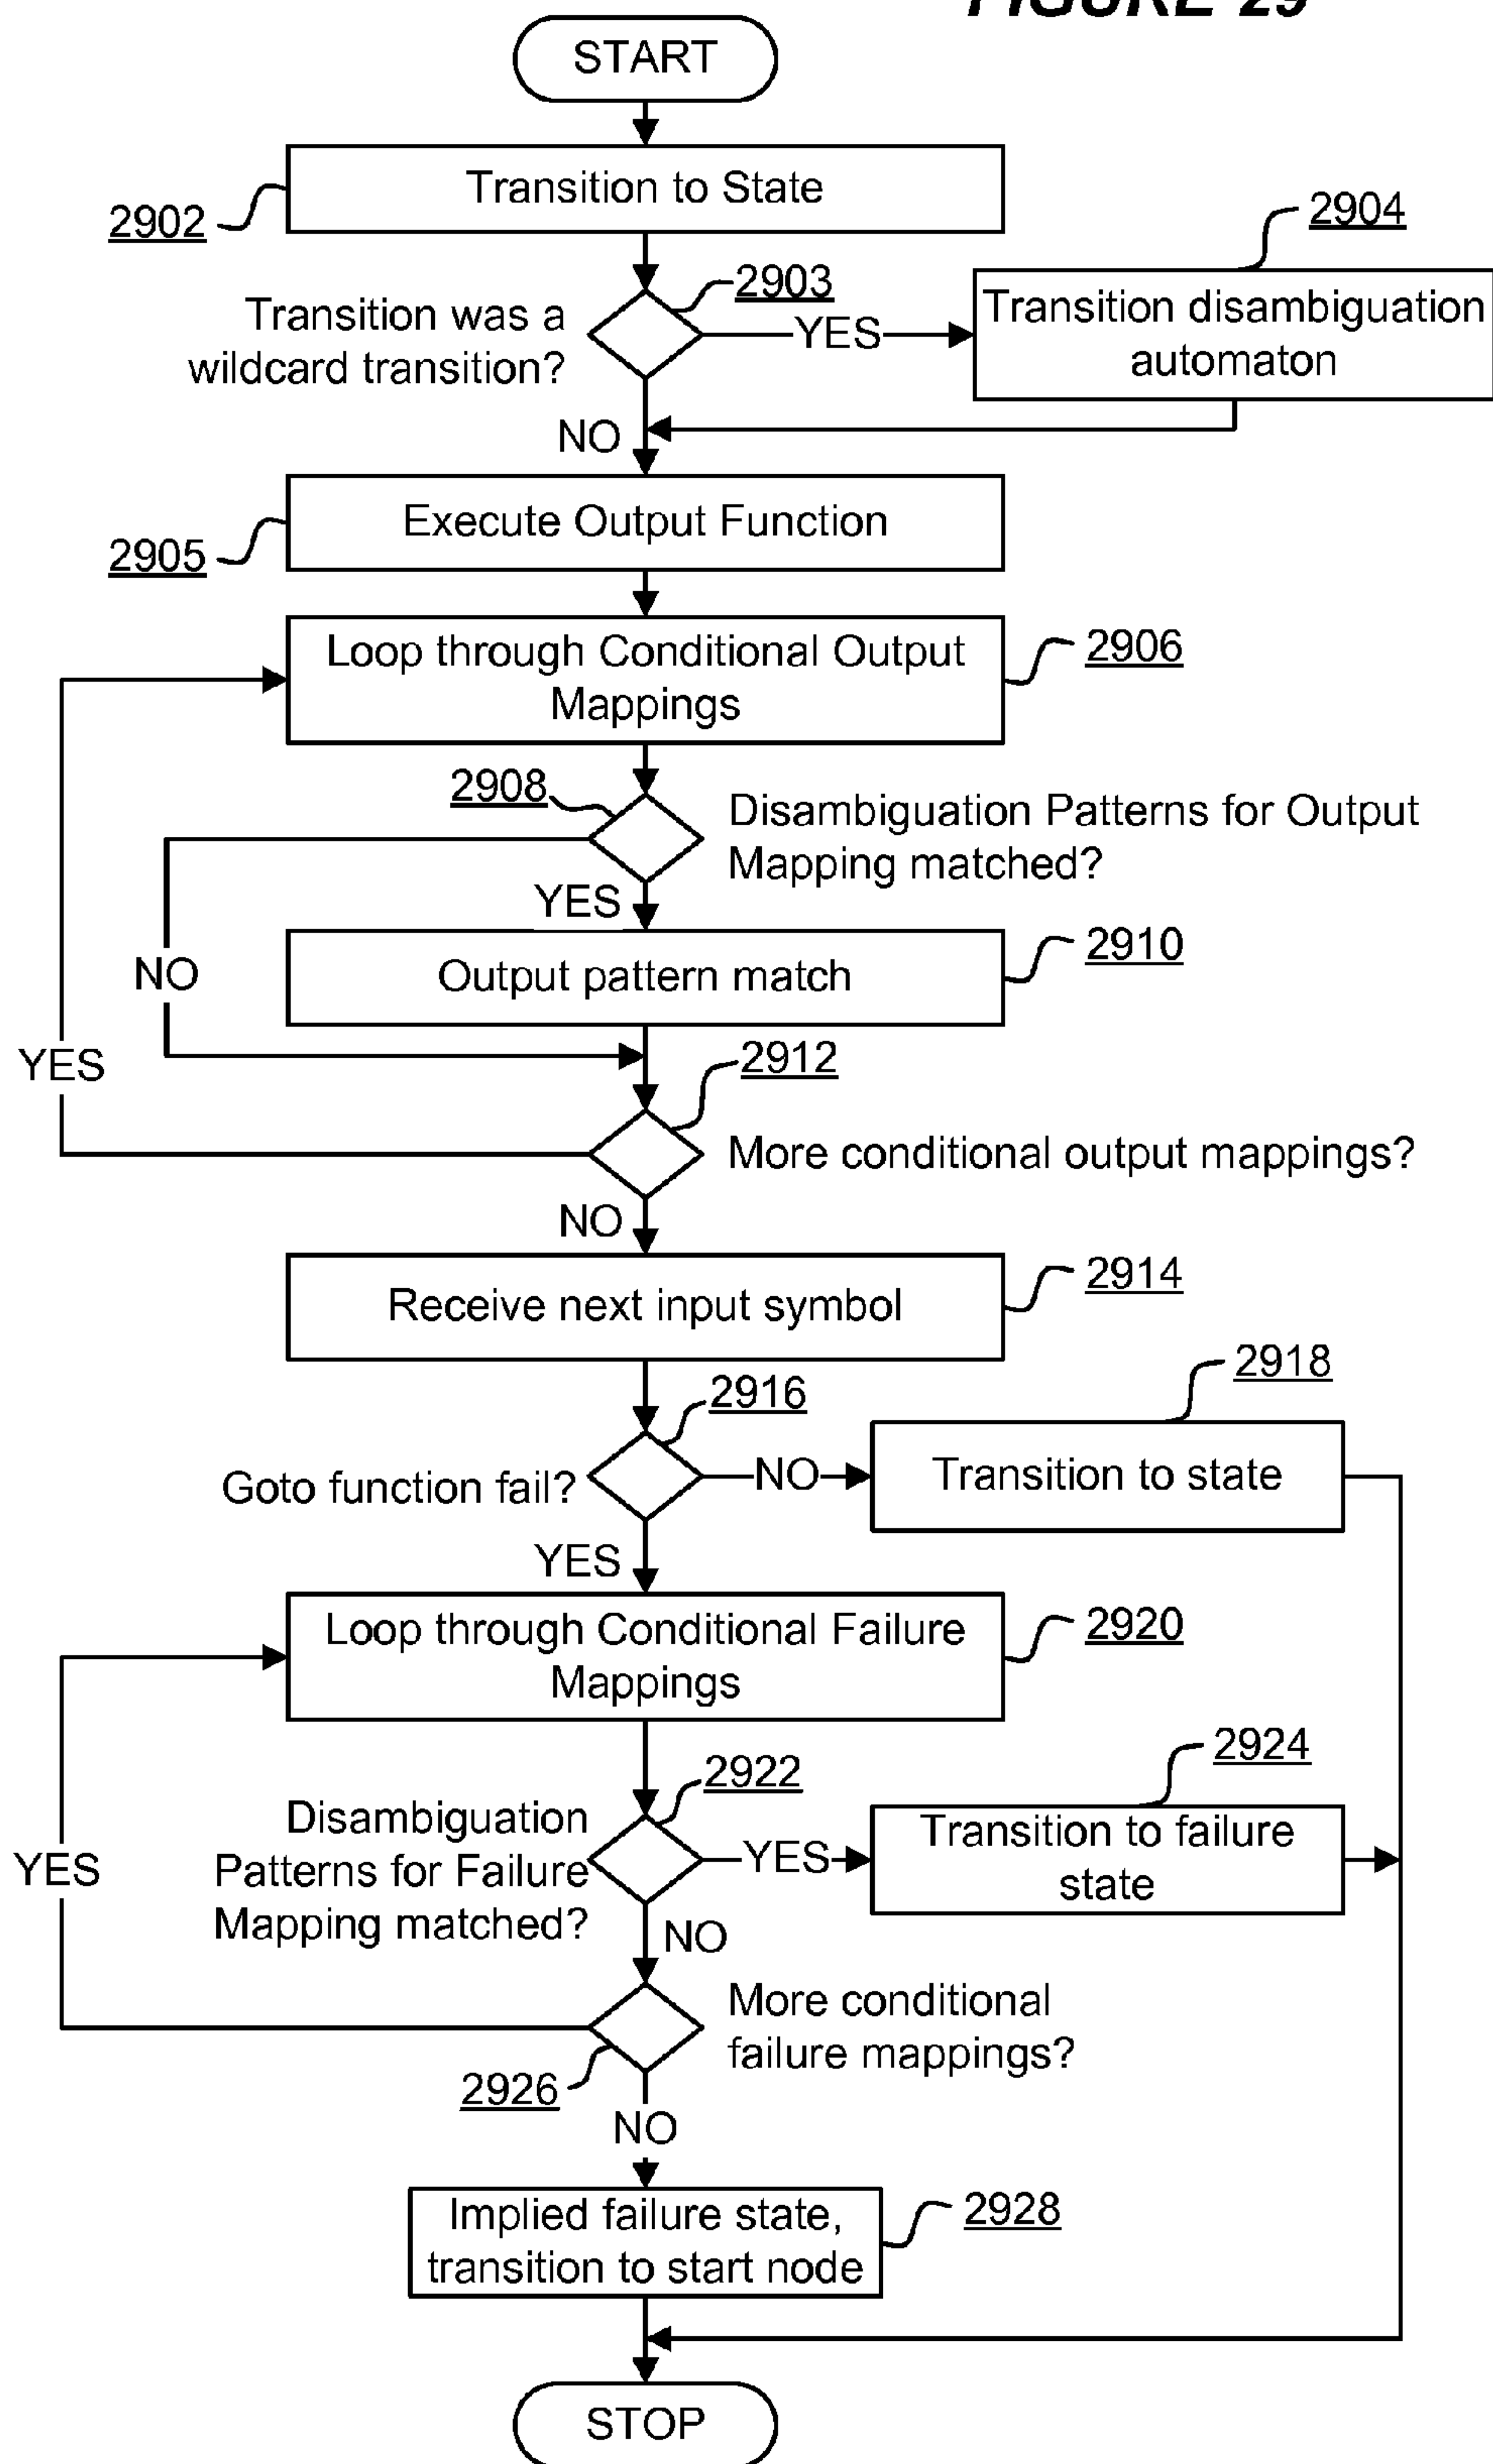 FIGURE 29
START
Transition to State
2902
2904
2903
Transition was a
wildcard transition?
YES
Transition disambiguation
automaton
NO
Execute Output Function
2905
Loop through Conditional Output
Mappings
2906
2908
Disambiguation Patterns for Output
Mapping matched?
YES
Output pattern match
2910
NO
YES
2912
More conditional output mappings?
NO
Receive next input symbol
2914
2916
2918
Goto function fail?
NO
Transition to state
YES
Loop through Conditional Failure
Mappings
2920
2922
2924
Disambiguation
Patterns for Failure
Mapping matched?
YES
Transition to failure
state
YES
NO
More conditional
failure mappings?
2926
NO
Implied failure state,
transition to start node
2928
STOP